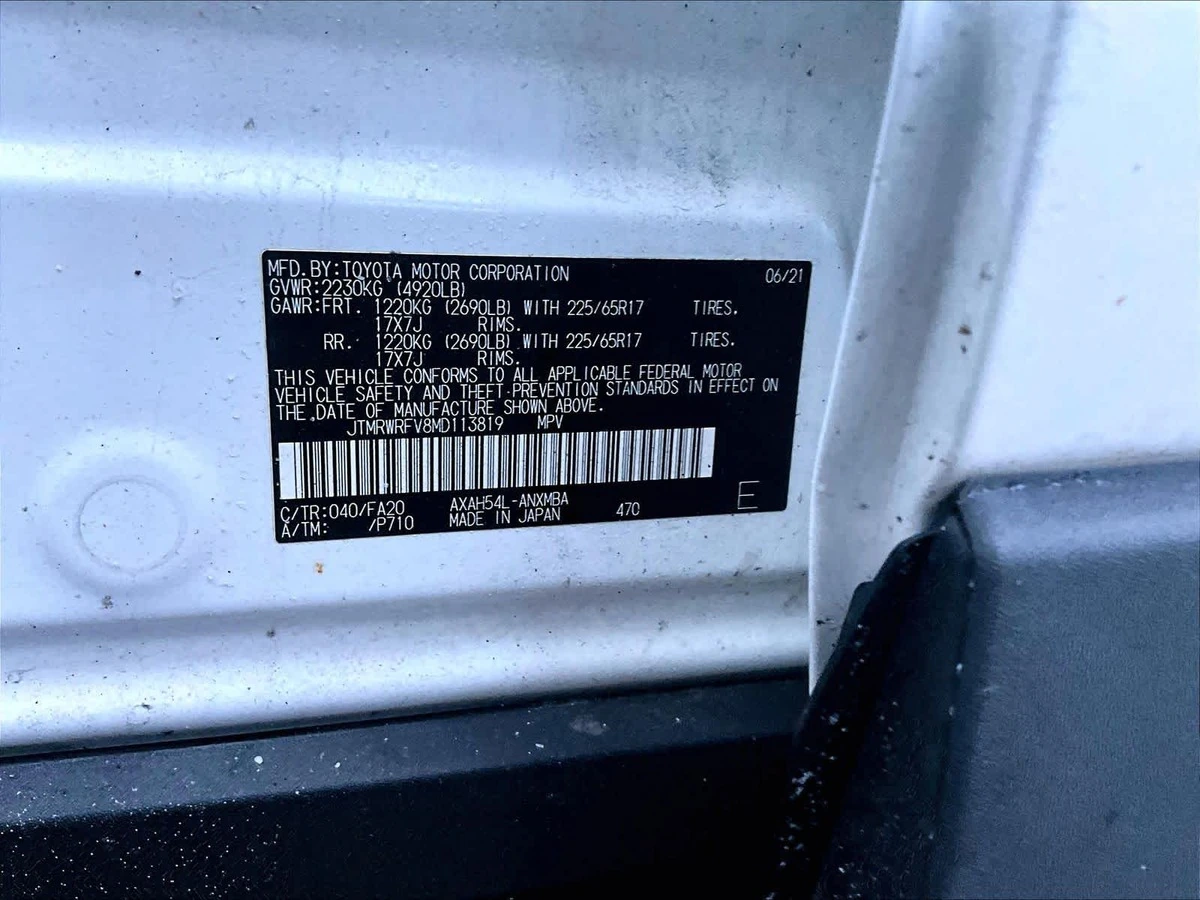 MFD.BY:TOYOTA MOTOR CORPORATION 06/21
GVWR:2230KG (4920LB)
GAWR:FRT. 1220KG (2690LB) WITH 225/65R17 TIRES.
17X7J RIMS.
RR. 1220KG (2690LB) WITH 225/65R17 TIRES.
17X7J RIMS.
THIS VEHICLE CONFORMS TO ALL APPLICABLE FEDERAL MOTOR
VEHICLE SAFETY AND THEFT PREVENTION STANDARDS IN EFFECT ON
THE DATE OF MANUFACTURE SHOWN ABOVE.
JTMRWRFV8MD113819 MPV
C/TR:040/FA20 AXAH54L-ANXMBA
A/TM: /P710 MADE IN JAPAN 470 E